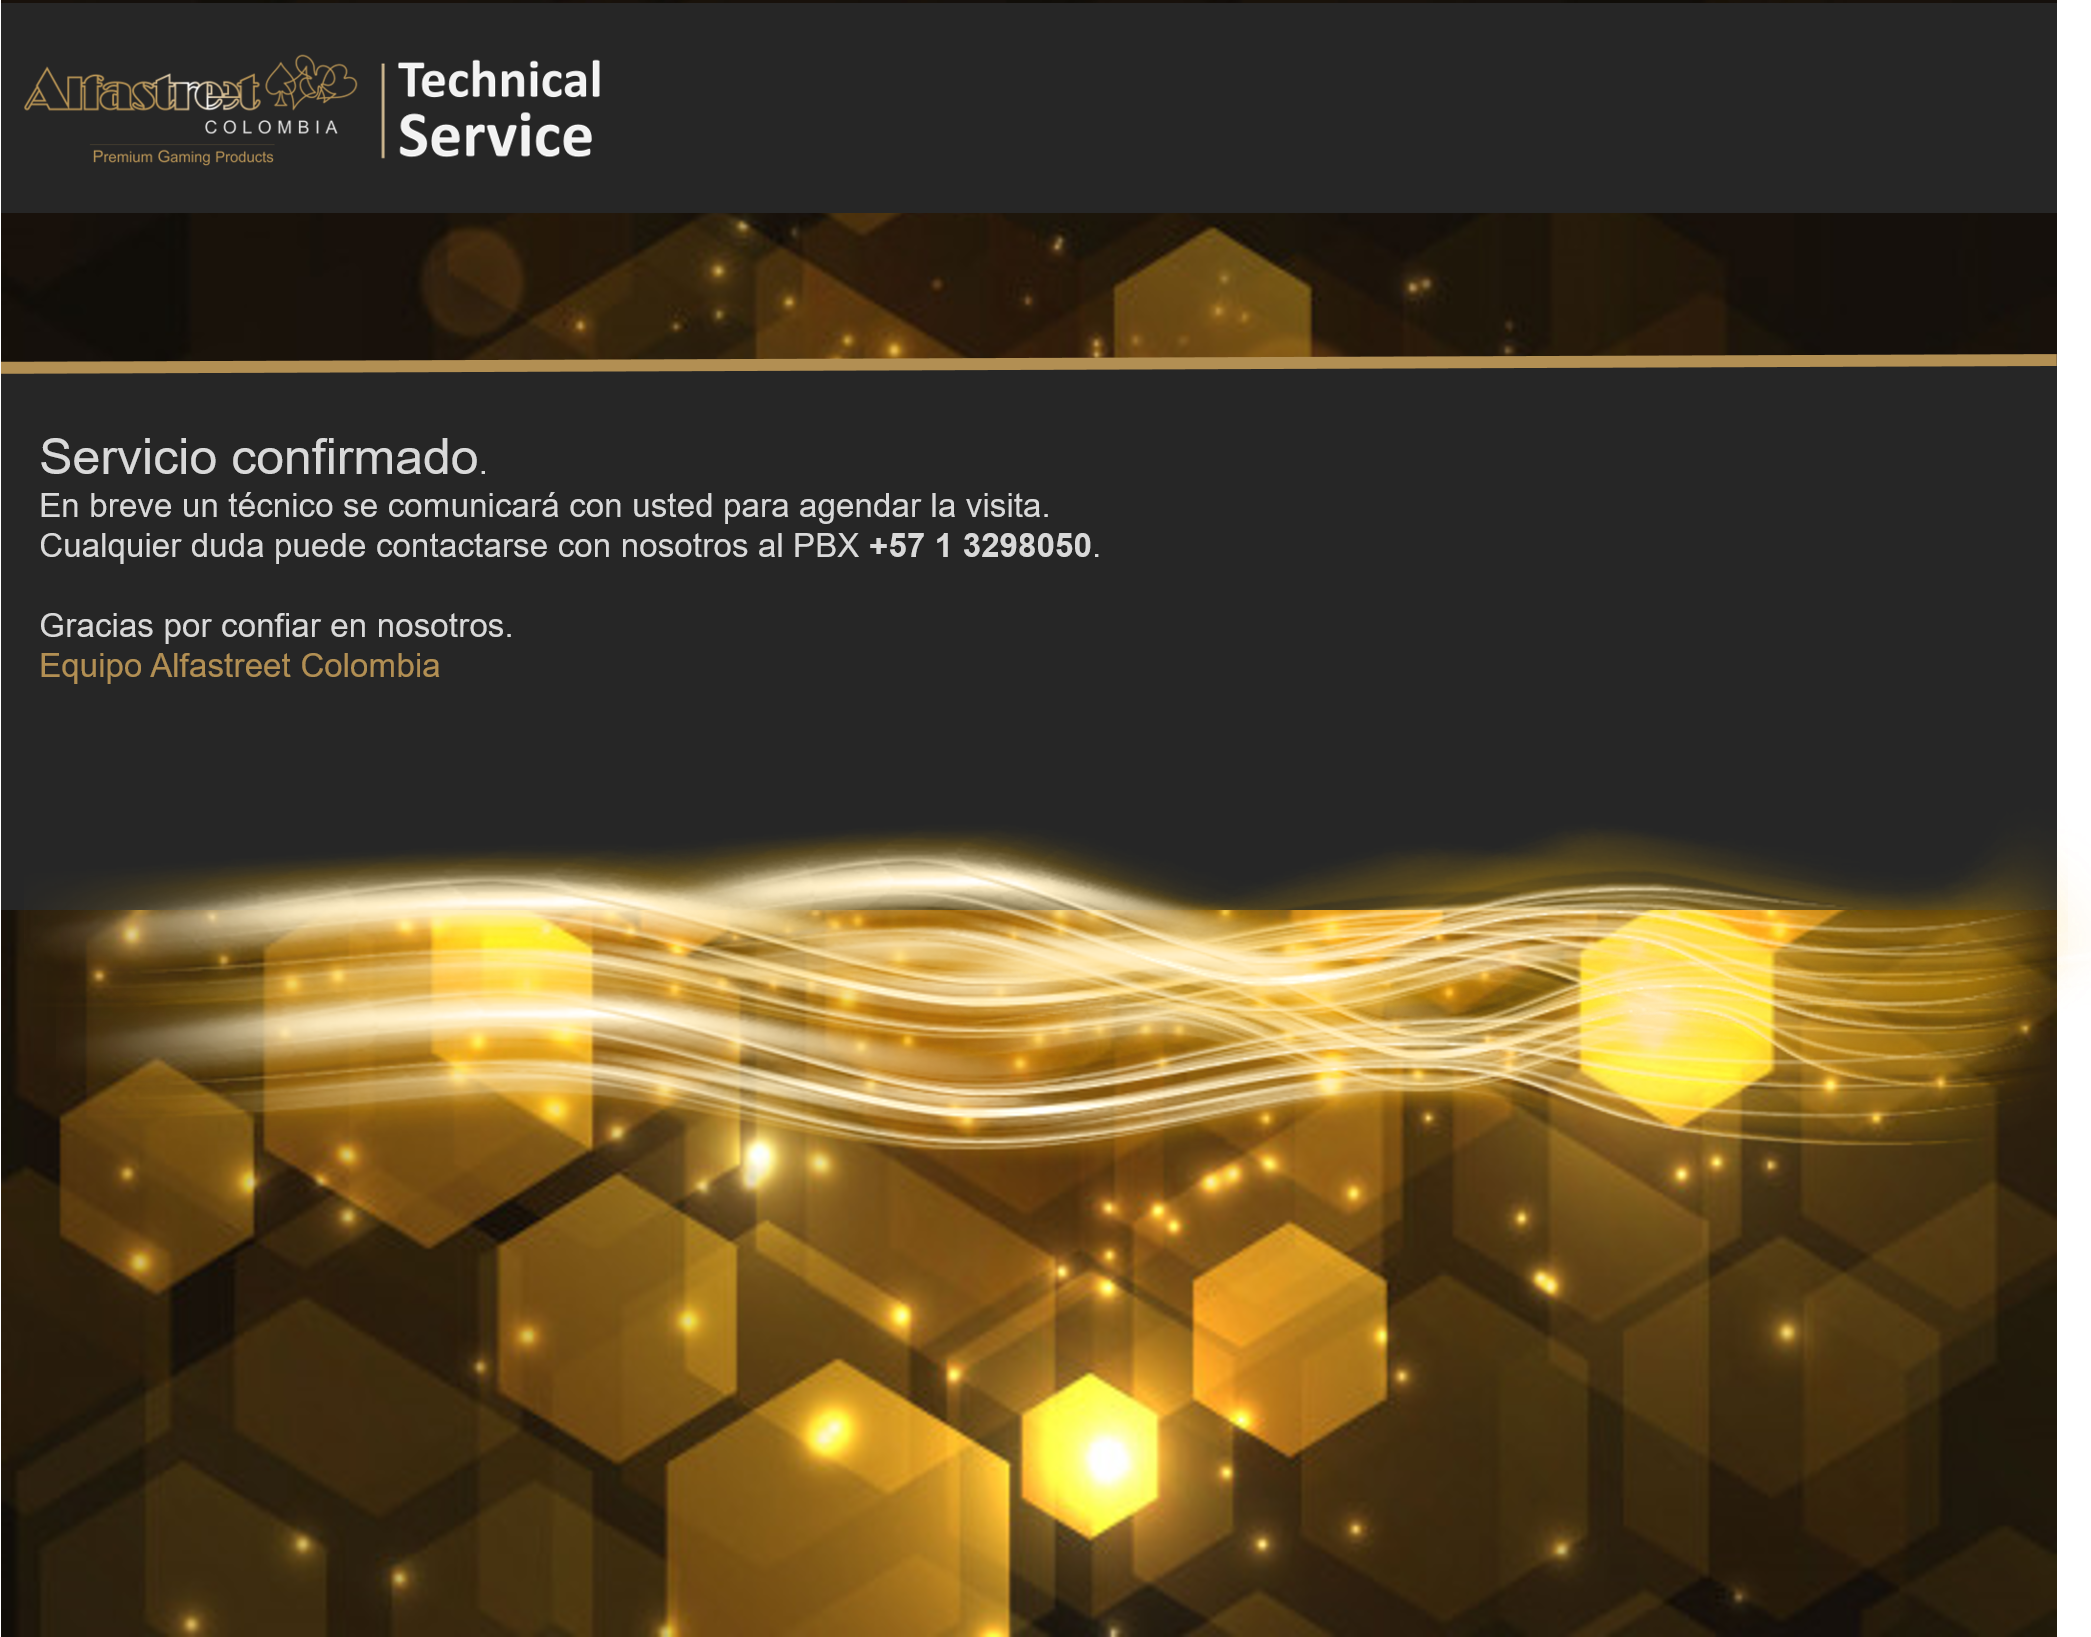 Alfastreet
COLOMBIA
Premium Gaming Products
Technical
Service
Servicio confirmado.
En breve un técnico se comunicará con usted para agendar la visita.
Cualquier duda puede contactarse con nosotros al PBX +57 1 3298050.
Gracias por confiar en nosotros.
Equipo Alfastreet Colombia